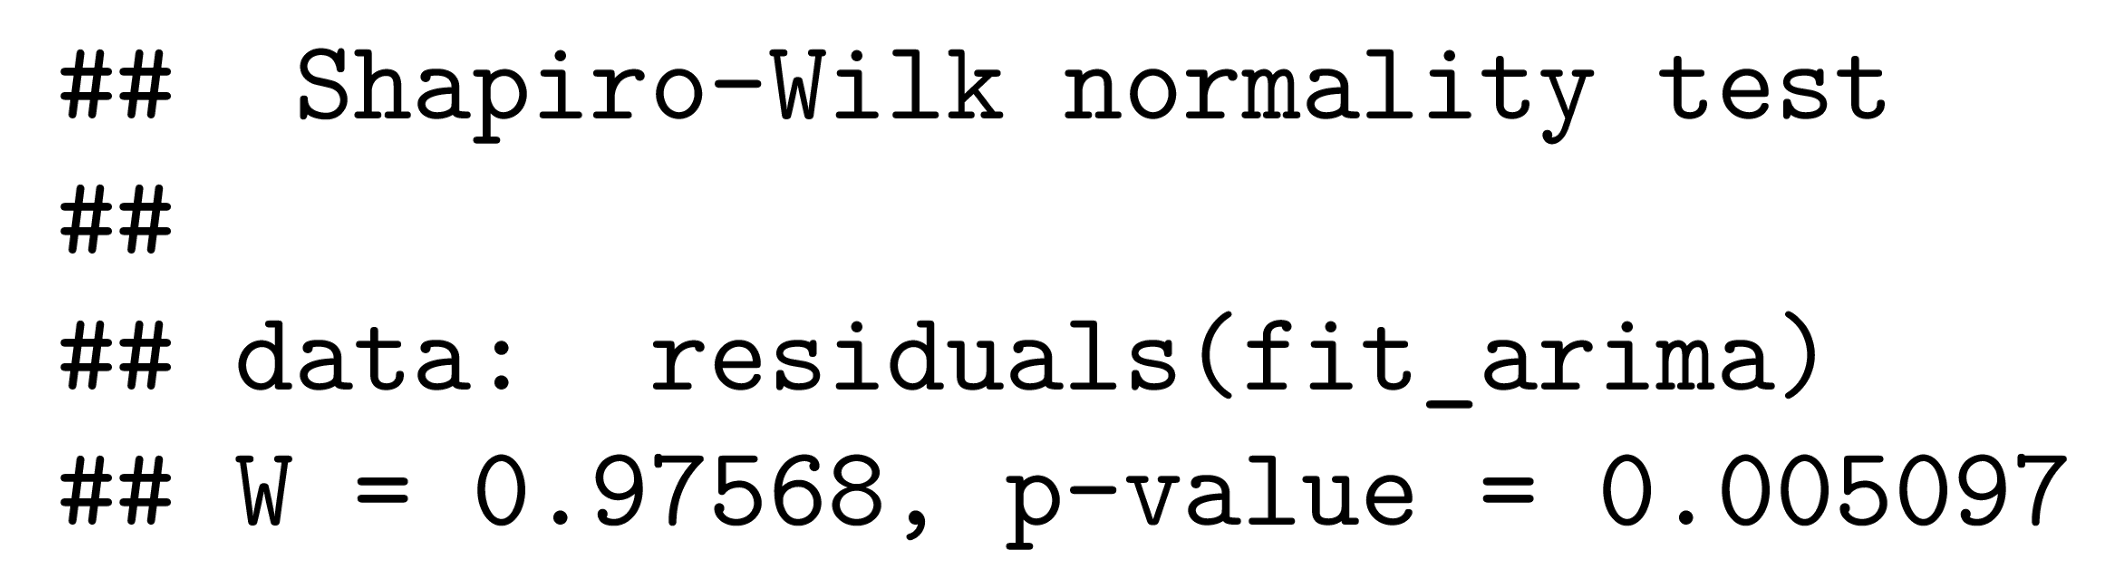 ##  Shapiro-Wilk normality test
##
## data:  residuals(fit_arima)
## W = 0.97568, p-value = 0.005097